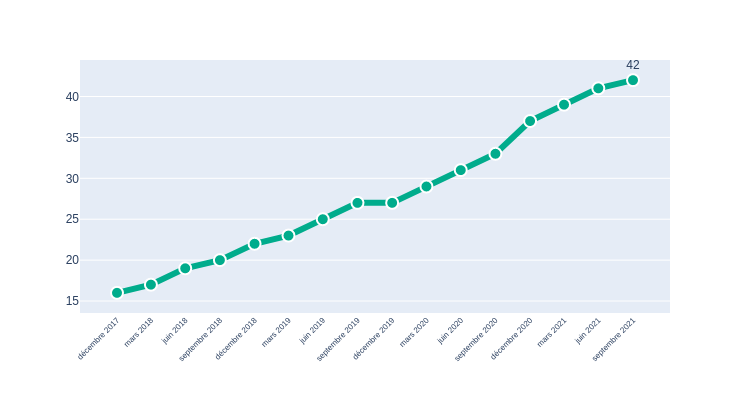 42
40
35
30
25
20
15
décembre 2017
mars 2018
juin 2018
septembre 2018
décembre 2018
mars 2019
juin 2019
septembre 2019
décembre 2019
mars 2020
juin 2020
septembre 2020
décembre 2020
mars 2021
juin 2021
septembre 2021